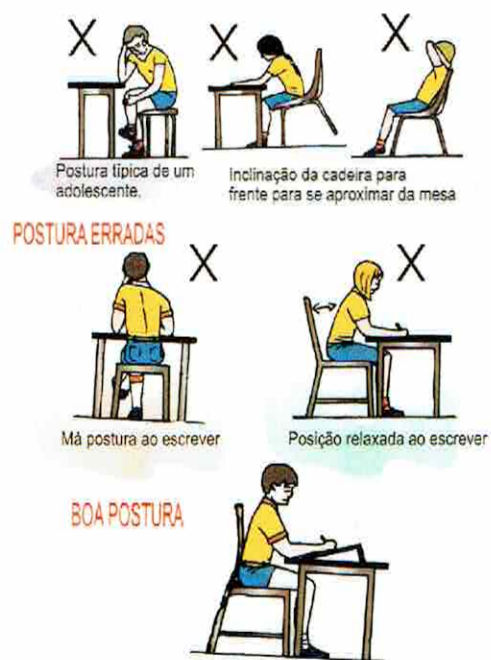 X
X
X
Postura típica de um
adolescente.
Inclinação da cadeira para
frente para se aproximar da mesa
POSTURA ERRADAS
X
X
Má postura ao escrever
Posição relaxada ao escrever
BOA POSTURA